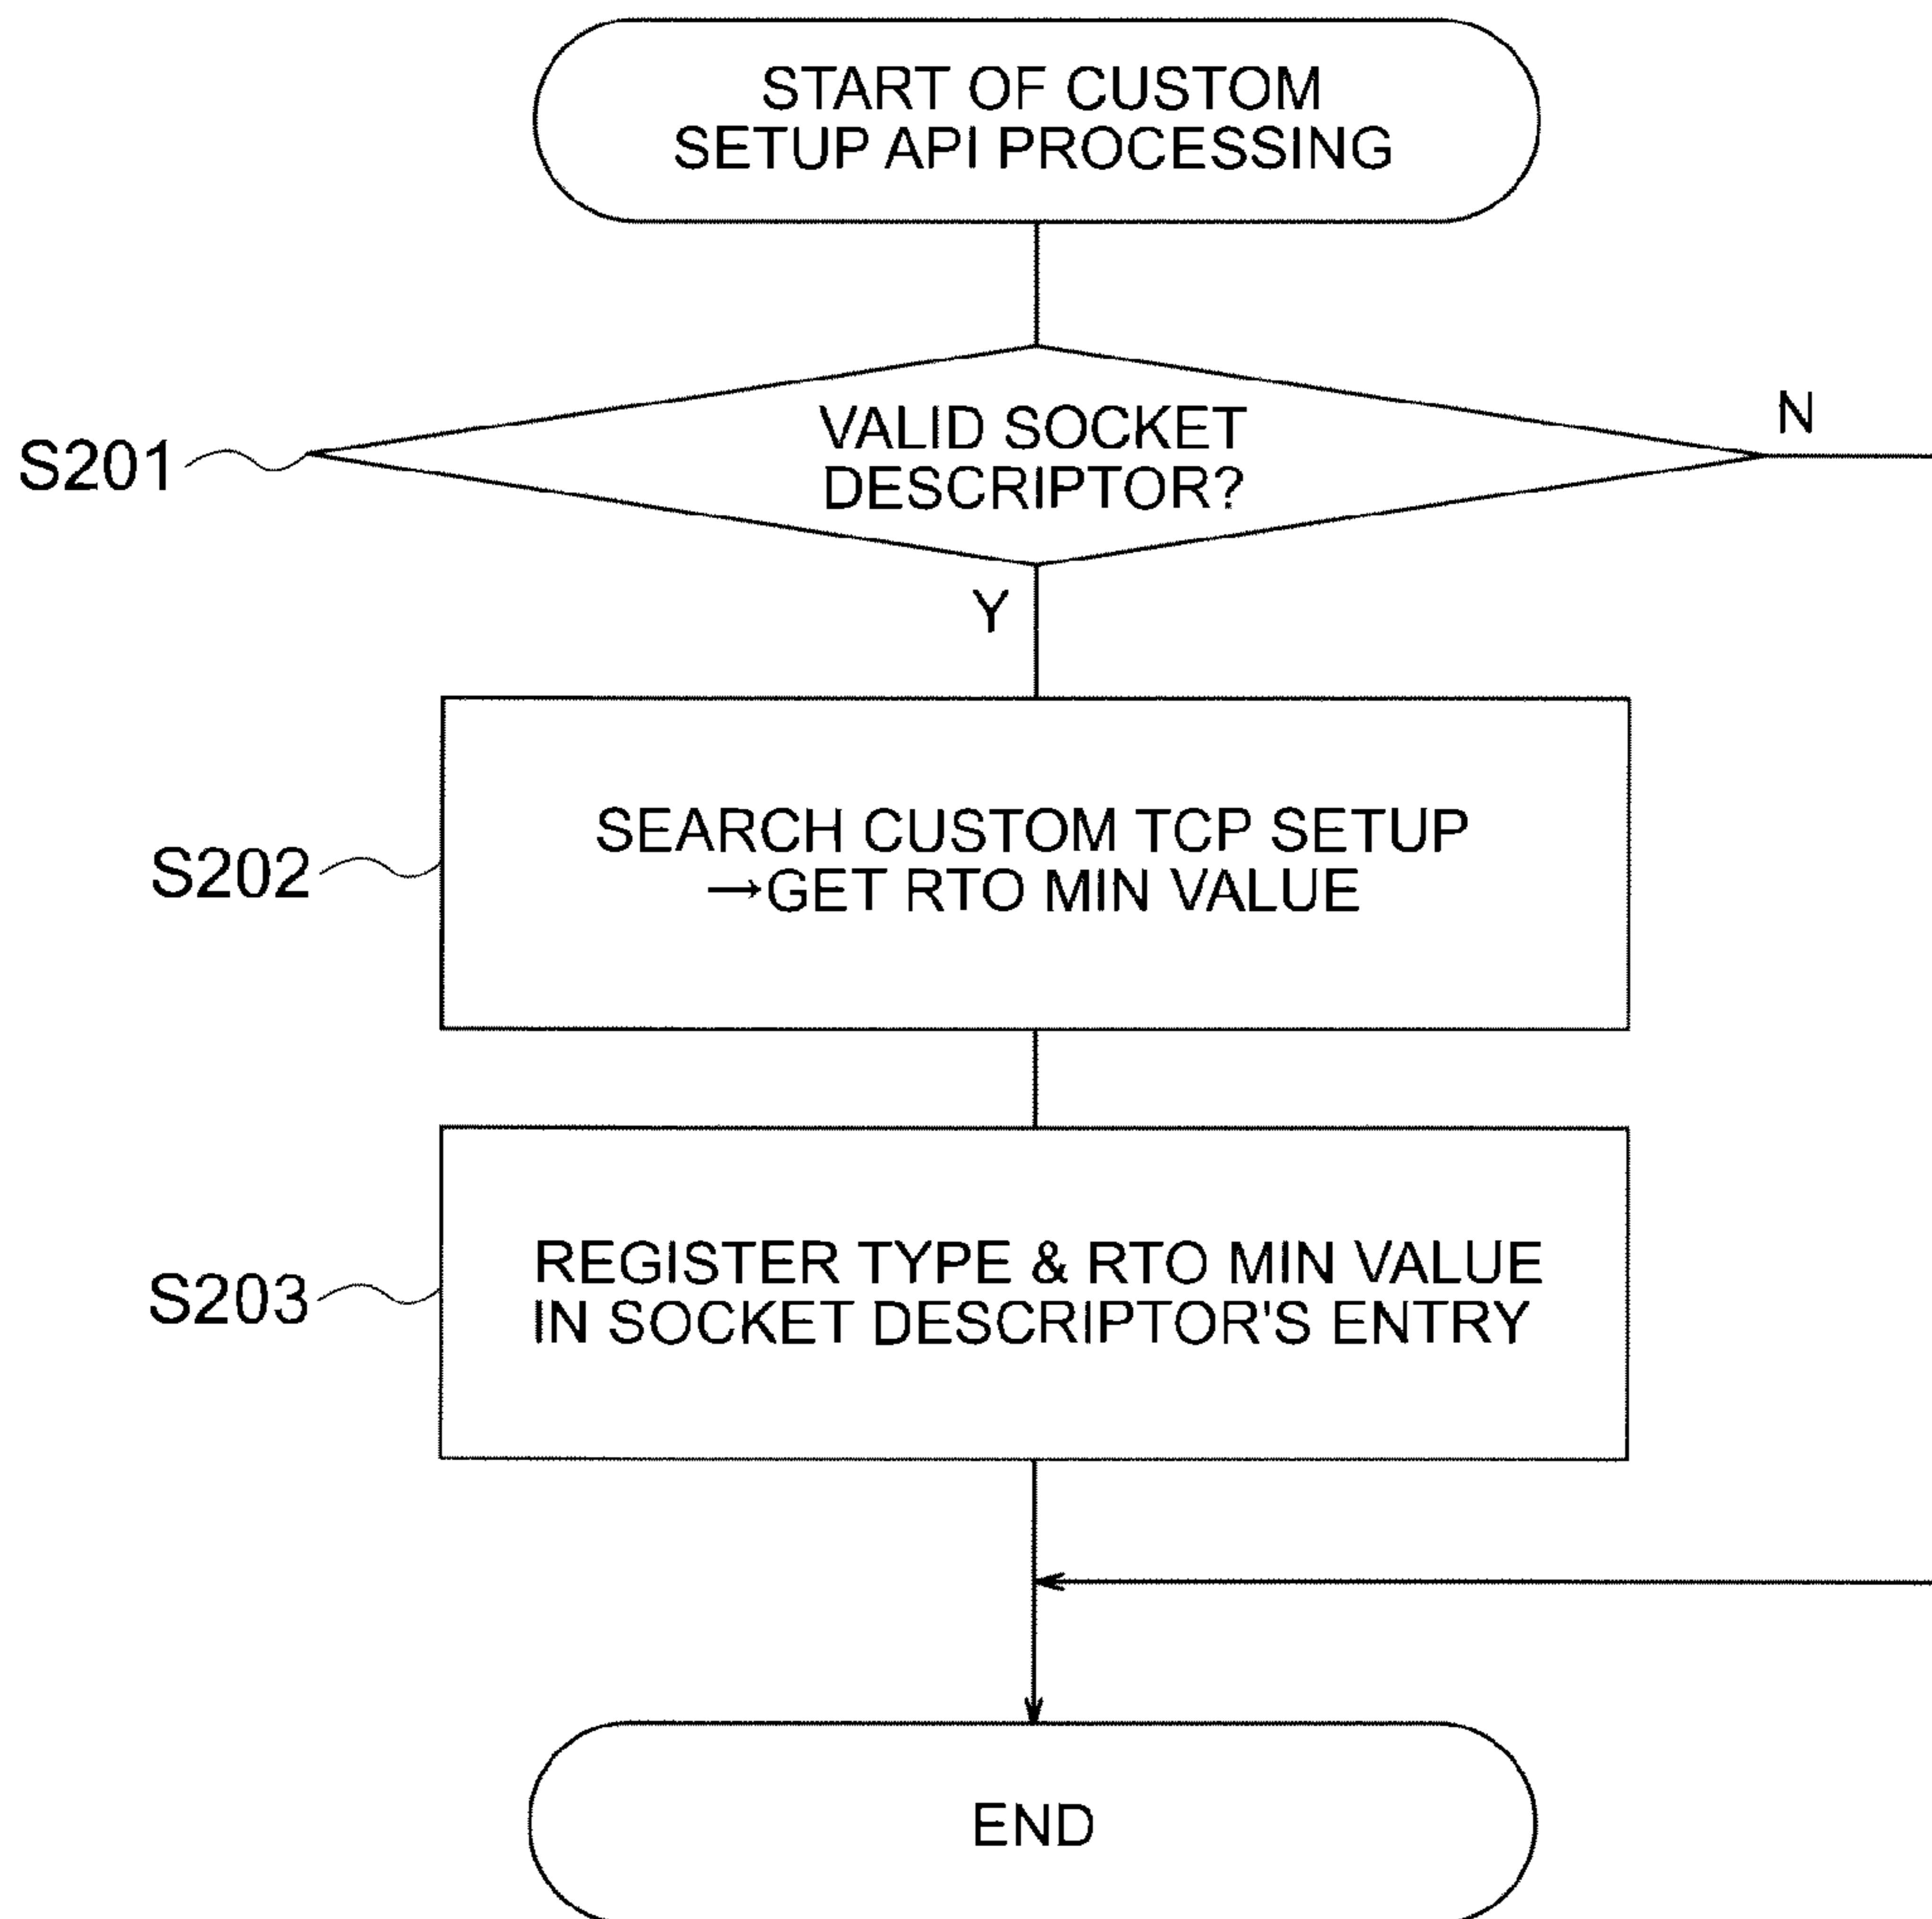 START OF CUSTOM
SETUP API PROCESSING
S201
VALID SOCKET
DESCRIPTOR?
N
Y
S202
SEARCH CUSTOM TCP SETUP
→GET RTO MIN VALUE
S203
REGISTER TYPE & RTO MIN VALUE
IN SOCKET DESCRIPTOR'S ENTRY
END